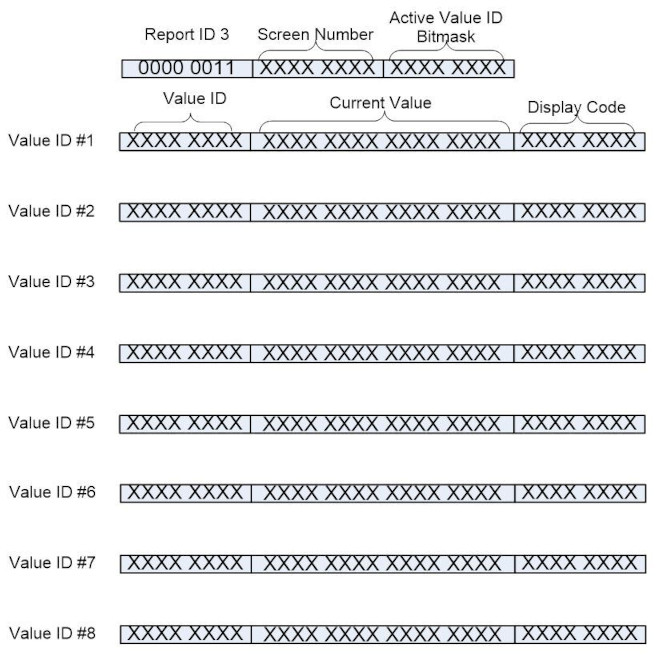 Report ID 3 Screen Number Active Value ID
Bitmask
0000 0011 XXXX XXXX XXXX XXXX
Value ID Current Value Display Code
Value ID #1 XXXX XXXX XXXX XXXX XXXX XXXX XXXX XXXX
Value ID #2 XXXX XXXX XXXX XXXX XXXX XXXX XXXX XXXX
Value ID #3 XXXX XXXX XXXX XXXX XXXX XXXX XXXX XXXX
Value ID #4 XXXX XXXX XXXX XXXX XXXX XXXX XXXX XXXX
Value ID #5 XXXX XXXX XXXX XXXX XXXX XXXX XXXX XXXX
Value ID #6 XXXX XXXX XXXX XXXX XXXX XXXX XXXX XXXX
Value ID #7 XXXX XXXX XXXX XXXX XXXX XXXX XXXX XXXX
Value ID #8 XXXX XXXX XXXX XXXX XXXX XXXX XXXX XXXX